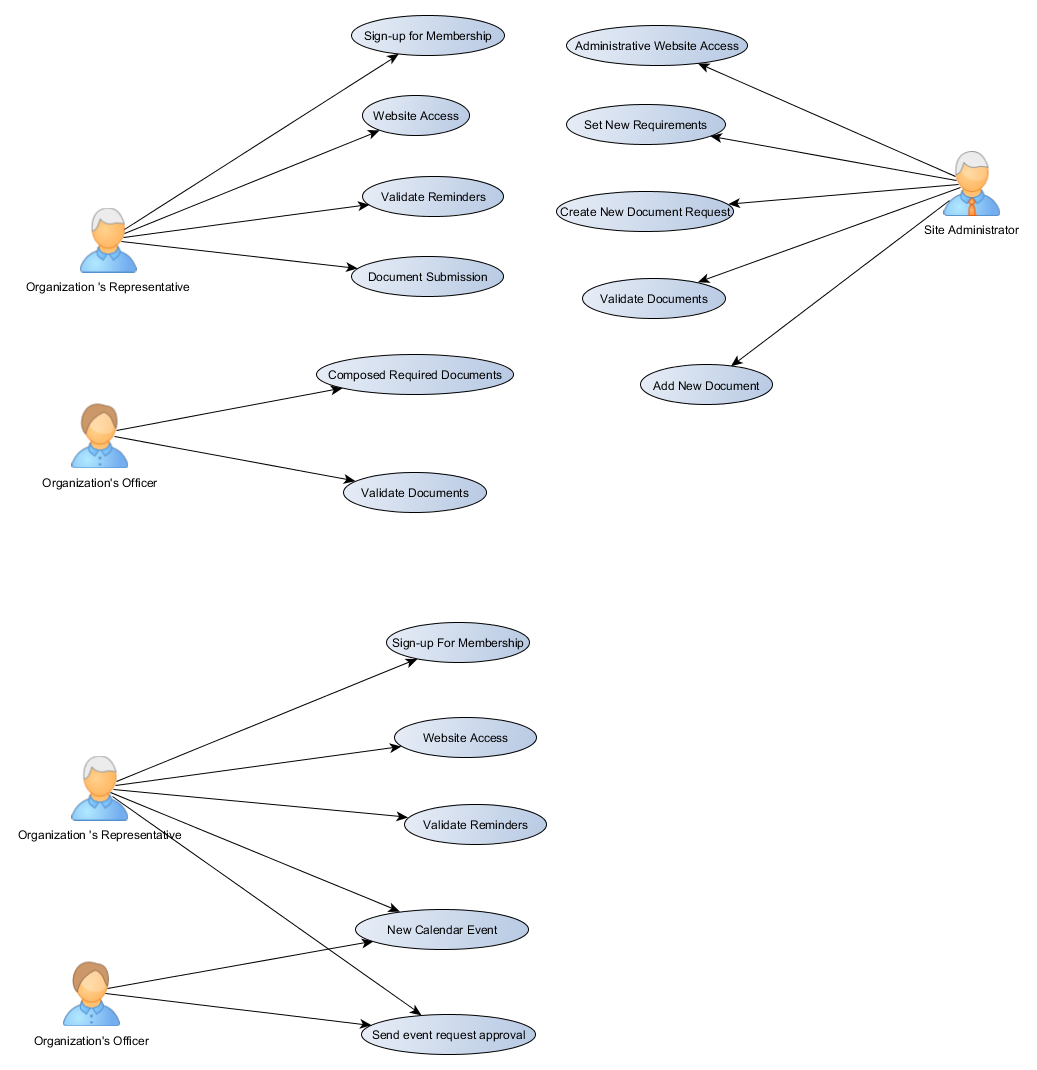 Sign-up for Membership
Administrative Website Access
Website Access
Set New Requirements
Validate Reminders
Create New Document Request
Site Administrator
Organization 's Representative
Document Submission
Validate Documents
Composed Required Documents
Add New Document
Organization's Officer
Validate Documents
Sign-up For Membership
Website Access
Validate Reminders
Organization 's Representative
New Calendar Event
Send event request approval
Organization's Officer